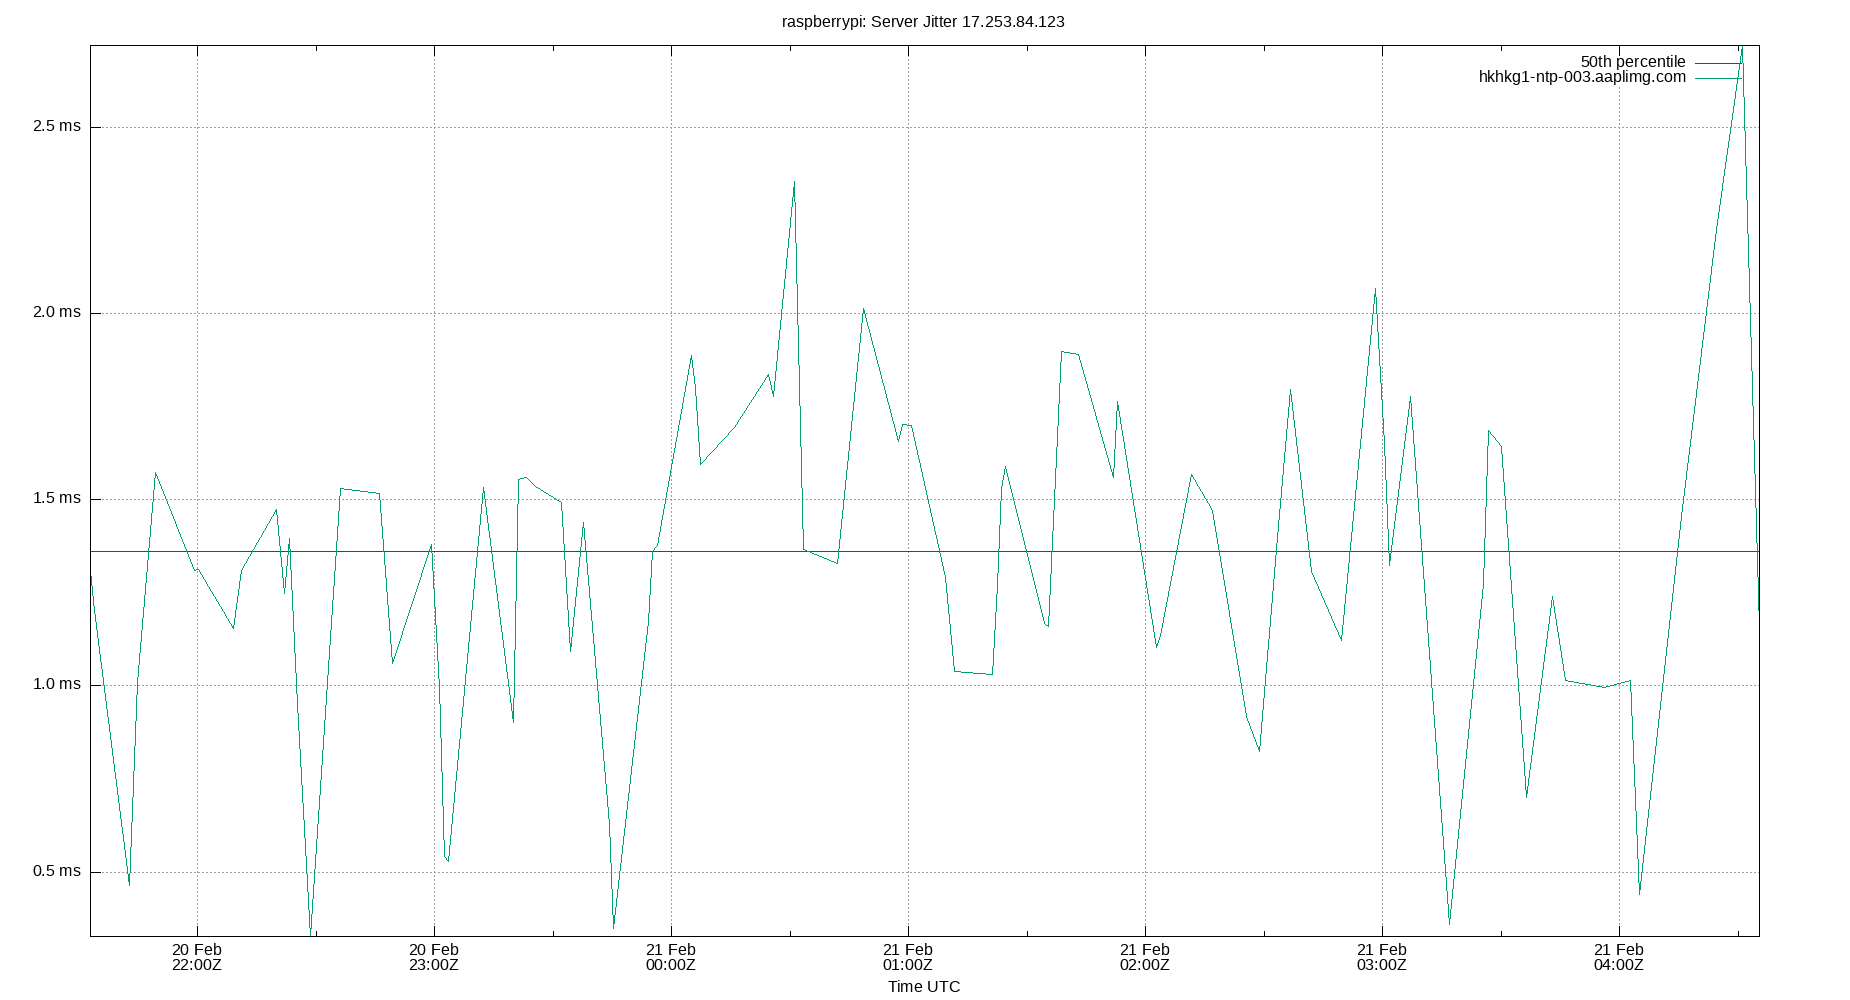 raspberrypi: Server Jitter 17.253.84.123
50th percentile
hkhkg1-ntp-003.aaplimg.com
2.5 ms
2.0 ms
1.5 ms
1.0 ms
0.5 ms
20 Feb 20 Feb 21 Feb 21 Feb 21 Feb 21 Feb 21 Feb
22:00Z 23:00Z 00:00Z 01:00Z 02:00Z 03:00Z 04:00Z
Time UTC